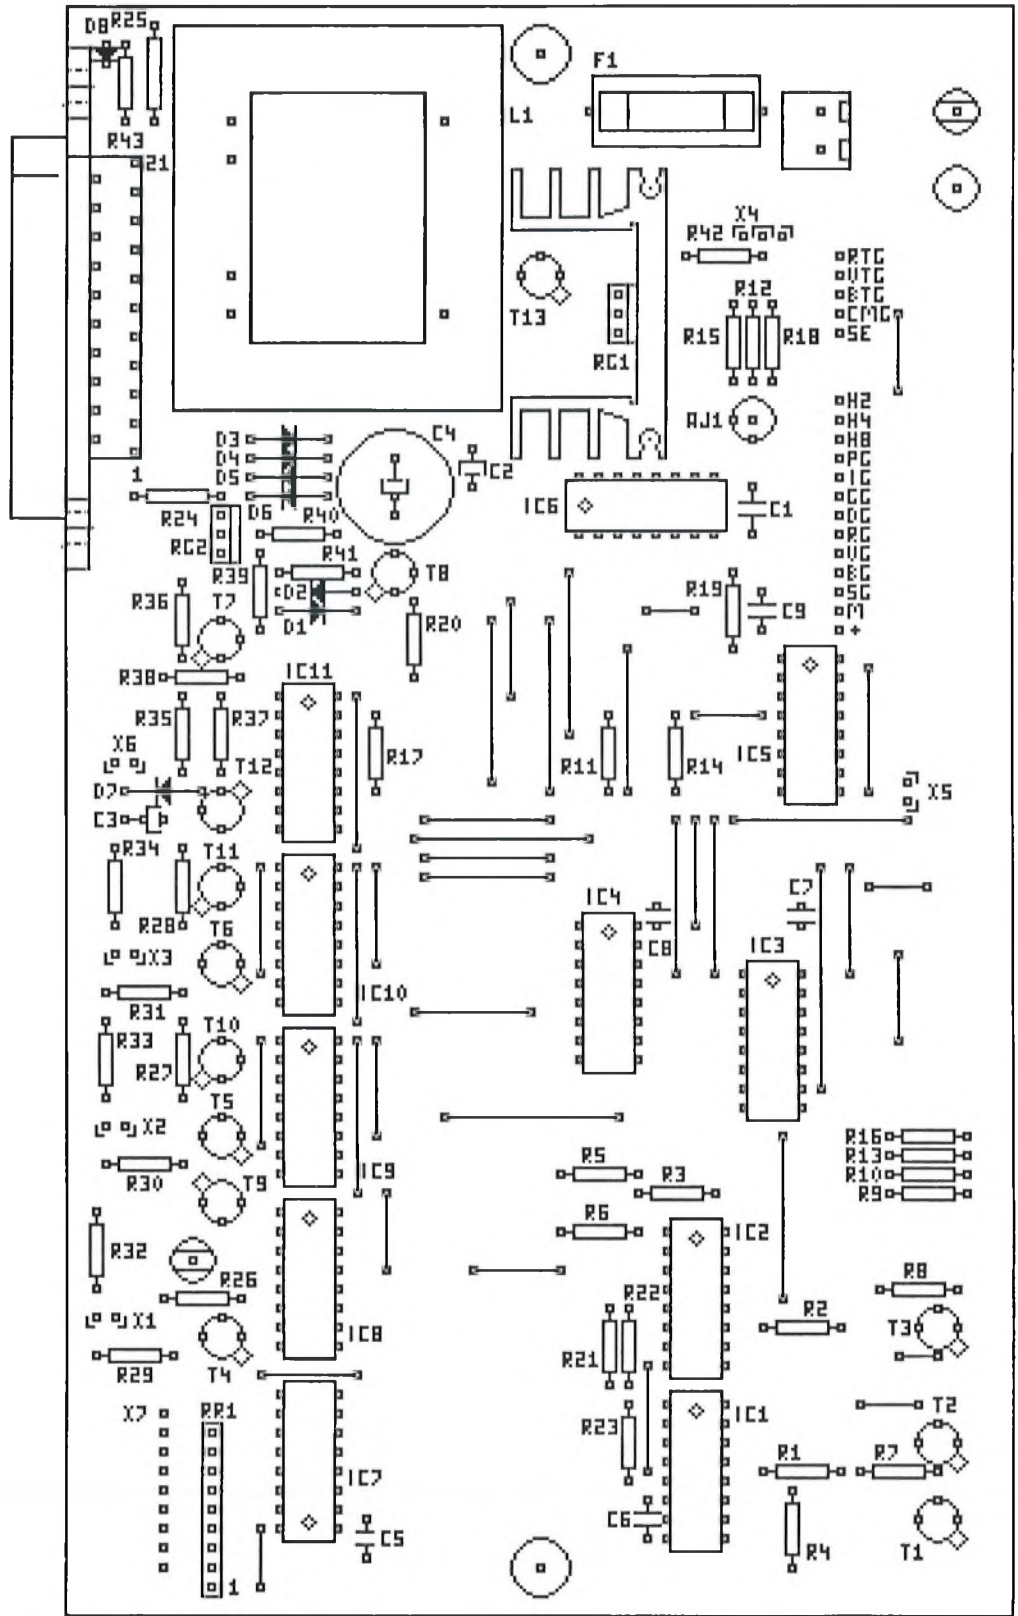 D8 R25
F1
L1
R43
21
X4
R42
RTG
VTG
BTG
CMG
SE
R12
T13
R15 R18
RG1
H2
H4
H8
PG
IG
CG
DG
RG
VG
BG
SG
M
+
AJ1
D3
D4
D5
D6
C4
C2
1
R24
R40
IC6
C1
RG2
R41
R39
D2
T8
R36
T7
D1
R20
R19
C9
R38
IC11
R35 R37
X6
T12
R17
R11
R14
IC5
D7
C3
X5
R34
T11
R28
T6
IC4
C7
C8
IC3
X3
IC10
R31
T10
R33
R27
T5
X2
R16
R13
R10
R9
R30
T9
IC9
R5
R3
R6
IC2
R32
R26
R22
R8
R2
T3
X1
IC8
R21
R29
T4
X7
RR1
IC1
T2
R23
R1
R7
IC7
C6
C5
R4
T1
1